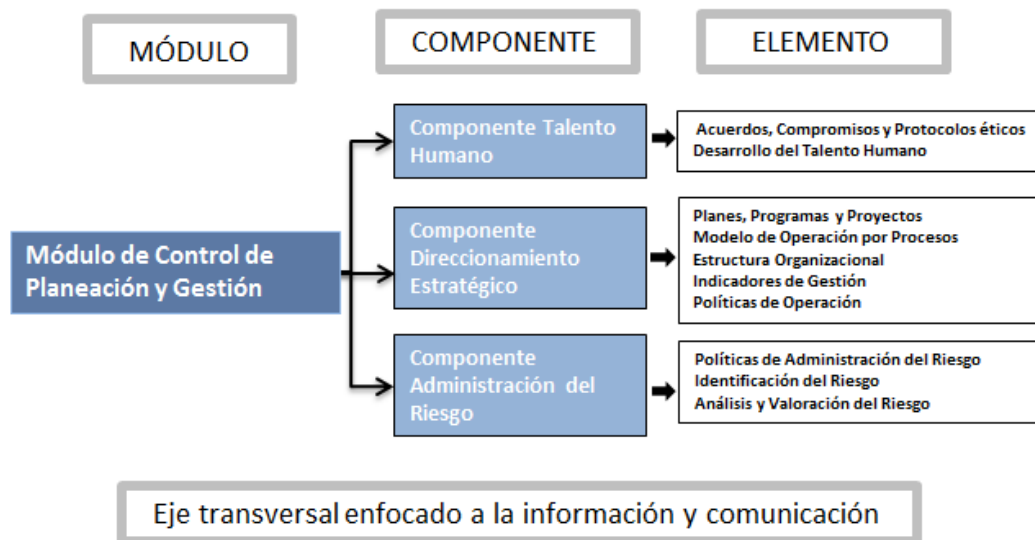 MÓDULO
COMPONENTE
ELEMENTO
Módulo de Control de
Planeación y Gestión
Componente Talento
Humano
Acuerdos, Compromisos y Protocolos éticos
Desarrollo del Talento Humano
Componente
Direccionamiento
Estratégico
Planes, Programas y Proyectos
Modelo de Operación por Procesos
Estructura Organizacional
Indicadores de Gestión
Políticas de Operación
Componente
Administración del
Riesgo
Políticas de Administración del Riesgo
Identificación del Riesgo
Análisis y Valoración del Riesgo
Eje transversal enfocado a la información y comunicación